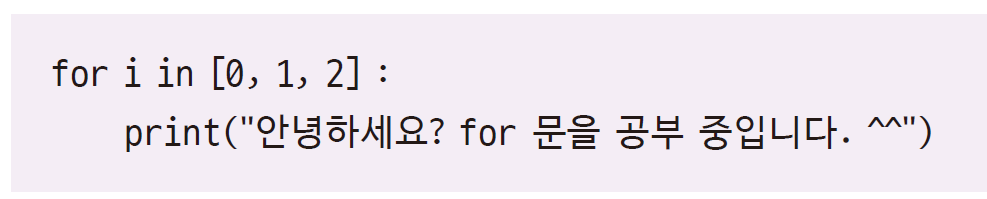 for i in [0, 1, 2] :
    print("안녕하세요? for 문을 공부 중입니다. ^^")